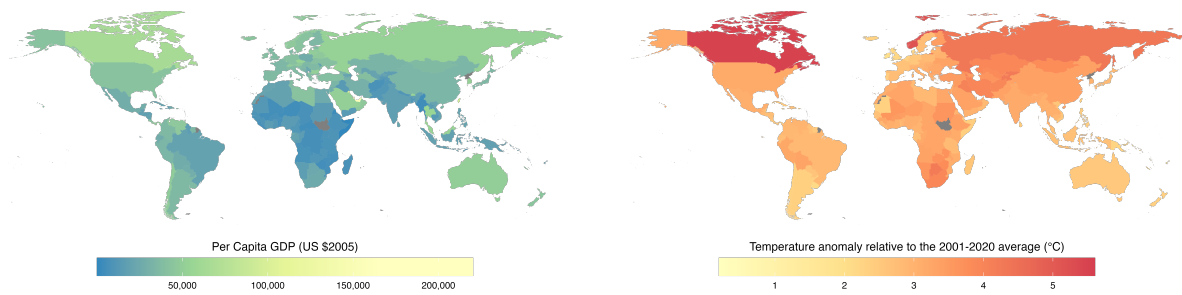 Per Capita GDP (US $2005)
50,000 100,000 150,000 200,000
Temperature anomaly relative to the 2001-2020 average (°C)
1 2 3 4 5